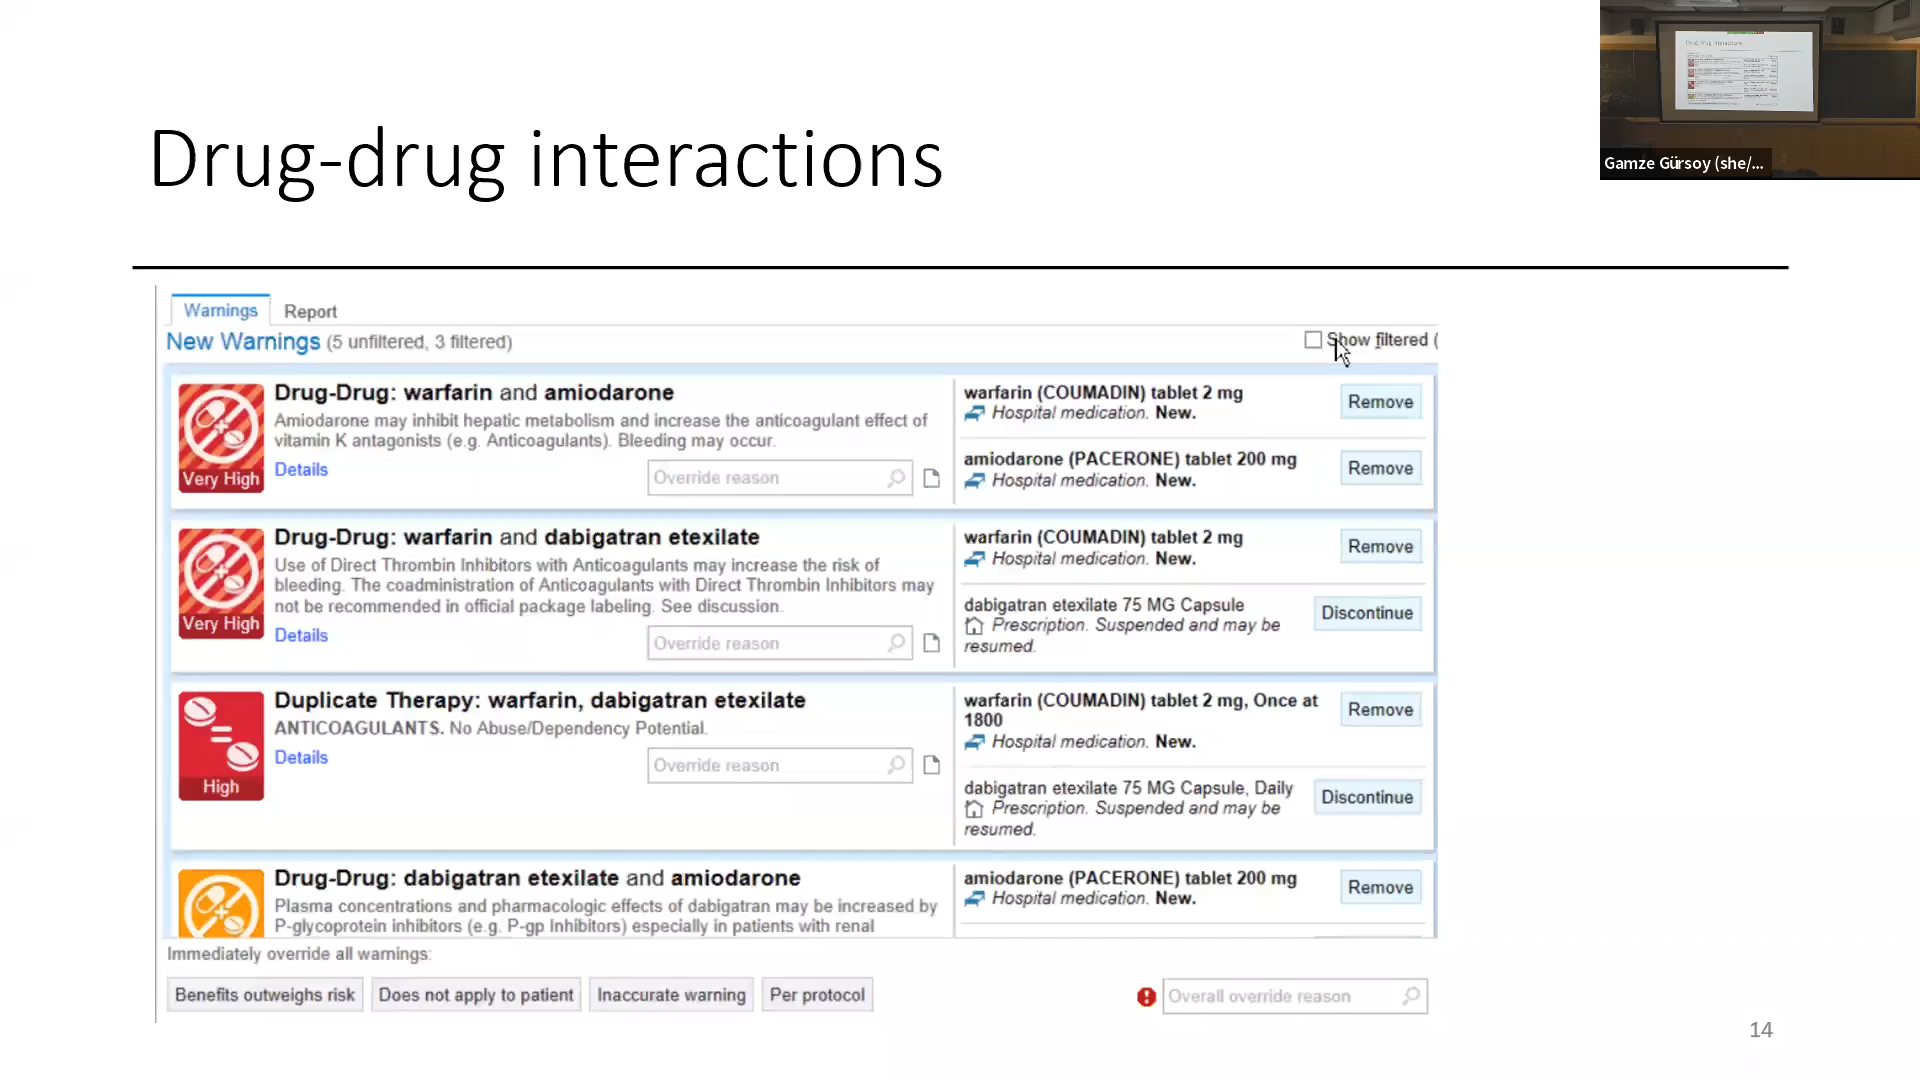 Drug-drug interactions
Gamze Gürsoy (she/...
Warnings Report
New Warnings (5 unfiltered, 3 filtered)
Show filtered (
Very High
Drug-Drug: warfarin and amiodarone
Amiodarone may inhibit hepatic metabolism and increase the anticoagulant effect of
vitamin K antagonists (e.g. Anticoagulants). Bleeding may occur.
Details
Override reason
warfarin (COUMADIN) tablet 2 mg
Hospital medication. New.
Remove
amiodarone (PACERONE) tablet 200 mg
Hospital medication. New.
Remove
Very High
Drug-Drug: warfarin and dabigatran etexilate
Use of Direct Thrombin Inhibitors with Anticoagulants may increase the risk of
bleeding. The coadministration of Anticoagulants with Direct Thrombin Inhibitors may
not be recommended in official package labeling. See discussion.
Details
Override reason
warfarin (COUMADIN) tablet 2 mg
Hospital medication. New.
Remove
dabigatran etexilate 75 MG Capsule
Prescription. Suspended and may be
resumed.
Discontinue
High
Duplicate Therapy: warfarin, dabigatran etexilate
ANTICOAGULANTS. No Abuse/Dependency Potential.
Details
Override reason
warfarin (COUMADIN) tablet 2 mg, Once at
1800
Hospital medication. New.
Remove
dabigatran etexilate 75 MG Capsule, Daily
Prescription. Suspended and may be
resumed.
Discontinue
Drug-Drug: dabigatran etexilate and amiodarone
Plasma concentrations and pharmacologic effects of dabigatran may be increased by
P-glycoprotein inhibitors (e.g. P-gp Inhibitors) especially in patients with renal
amiodarone (PACERONE) tablet 200 mg
Hospital medication. New.
Remove
Immediately override all warnings:
Benefits outweighs risk Does not apply to patient Inaccurate warning Per protocol
Overall override reason
14